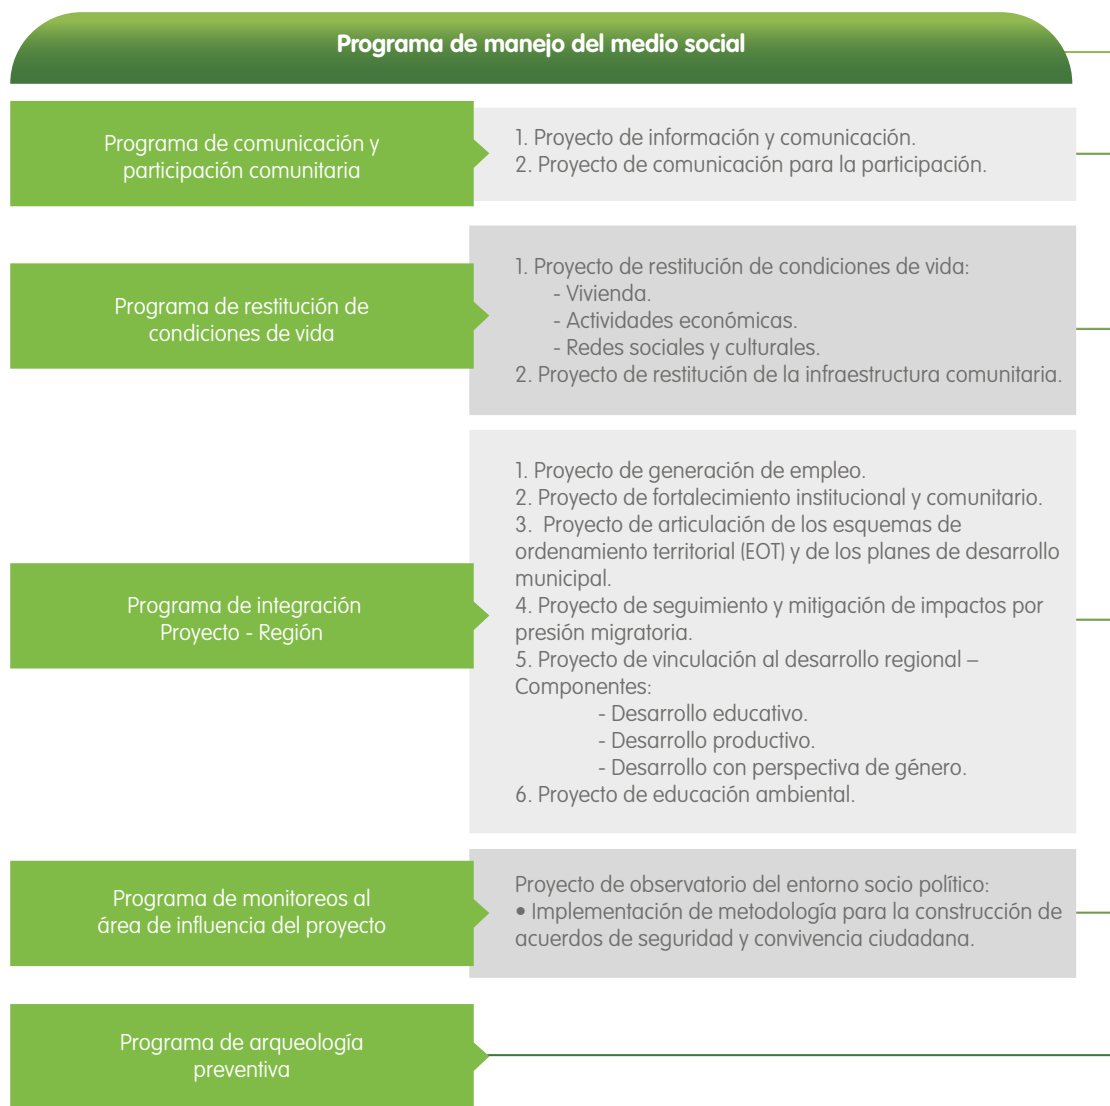 Programa de manejo del medio social
Programa de comunicación y
participación comunitaria
1. Proyecto de información y comunicación.
2. Proyecto de comunicación para la participación.
Programa de restitución de
condiciones de vida
1. Proyecto de restitución de condiciones de vida:
- Vivienda.
- Actividades económicas.
- Redes sociales y culturales.
2. Proyecto de restitución de la infraestructura comunitaria.
Programa de integración
Proyecto - Región
1. Proyecto de generación de empleo.
2. Proyecto de fortalecimiento institucional y comunitario.
3.  Proyecto de articulación de los esquemas de
ordenamiento territorial (EOT) y de los planes de desarrollo
municipal.
4. Proyecto de seguimiento y mitigación de impactos por
presión migratoria.
5. Proyecto de vinculación al desarrollo regional –
Componentes:
- Desarrollo educativo.
- Desarrollo productivo.
- Desarrollo con perspectiva de género.
6. Proyecto de educación ambiental.
Programa de monitoreos al
área de influencia del proyecto
Proyecto de observatorio del entorno socio político:
• Implementación de metodología para la construcción de
acuerdos de seguridad y convivencia ciudadana.
Programa de arqueología
preventiva